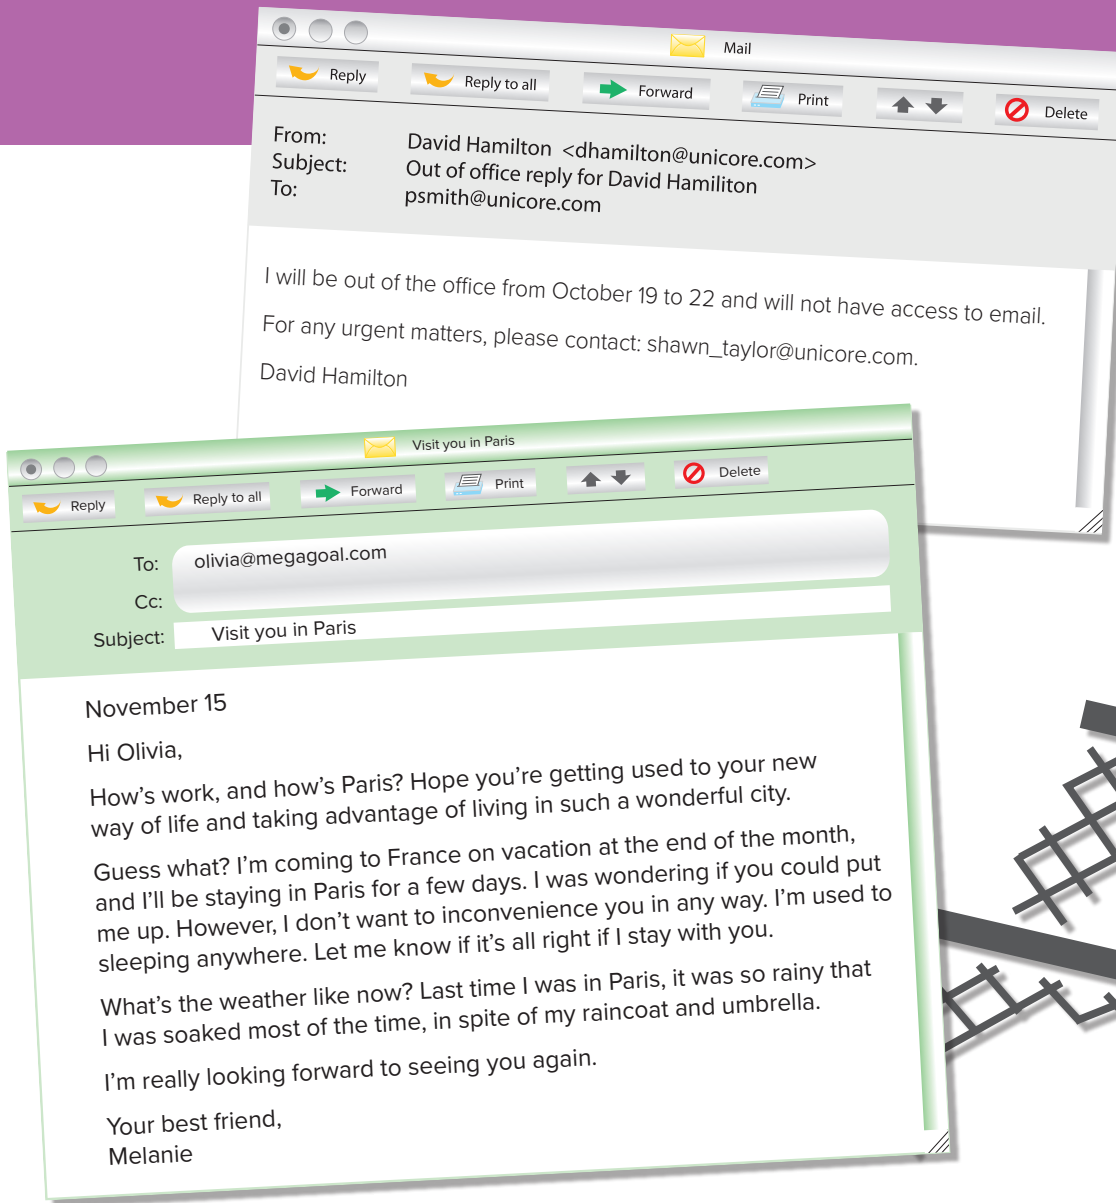 Mail
Reply
Reply to all
Forward
Print
Delete
From: David Hamilton <dhamilton@unicore.com>
Subject: Out of office reply for David Hamiliton
To: psmith@unicore.com
I will be out of the office from October 19 to 22 and will not have access to email.
For any urgent matters, please contact: shawn_taylor@unicore.com.
David Hamilton
Visit you in Paris
Reply
Reply to all
Forward
Print
Delete
To: olivia@megagoal.com
Cc:
Subject: Visit you in Paris
November 15
Hi Olivia,
How's work, and how's Paris? Hope you're getting used to your new
way of life and taking advantage of living in such a wonderful city.
Guess what? I'm coming to France on vacation at the end of the month,
and I'll be staying in Paris for a few days. I was wondering if you could put
me up. However, I don't want to inconvenience you in any way. I'm used to
sleeping anywhere. Let me know if it's all right if I stay with you.
What's the weather like now? Last time I was in Paris, it was so rainy that
I was soaked most of the time, in spite of my raincoat and umbrella.
I'm really looking forward to seeing you again.
Your best friend,
Melanie